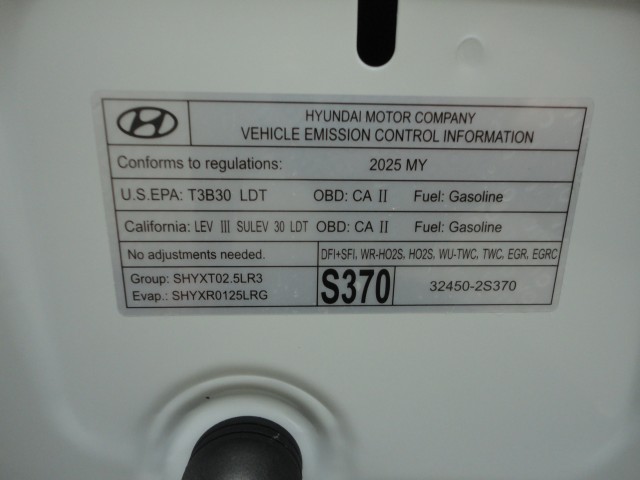 HYUNDAI MOTOR COMPANY
VEHICLE EMISSION CONTROL INFORMATION
Conforms to regulations: 2025 MY
U.S.EPA: T3B30 LDT OBD: CA II Fuel: Gasoline
California: LEV III SULEV 30 LDT OBD: CA II Fuel: Gasoline
No adjustments needed. DFI+SFI, WR-HO2S, HO2S, WU-TWC, TWC, EGR, EGRC
Group: SHYXT02.5LR3
Evap.: SHYXR0125LRG
S370
32450-2S370